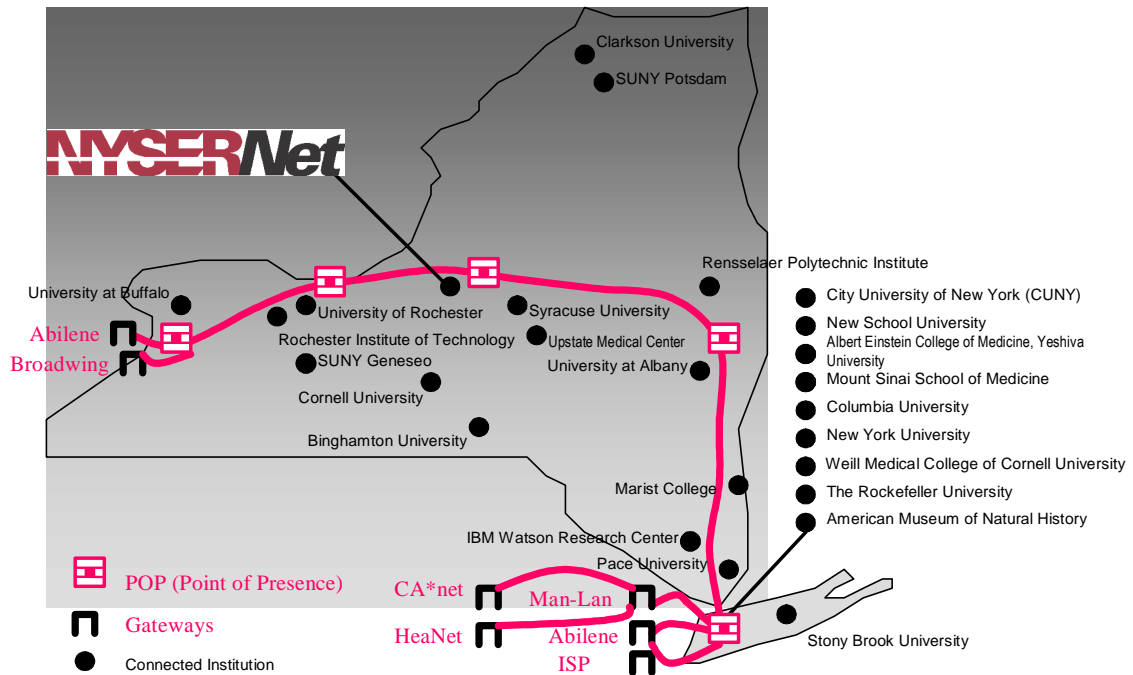 Clarkson University
SUNY Potsdam
NYSERNet
Rensselaer Polytechnic Institute
University at Buffalo
City University of New York (CUNY)
University of Rochester
Syracuse University
New School University
Abilene
Rochester Institute of Technology
Upstate Medical Center
Albert Einstein College of Medicine, Yeshiva
University
Broadwing
SUNY Geneseo
University at Albany
Mount Sinai School of Medicine
Cornell University
Columbia University
Binghamton University
New York University
Weill Medical College of Cornell University
Marist College
The Rockefeller University
American Museum of Natural History
IBM Watson Research Center
Pace University
POP (Point of Presence)
CA*net
Man-Lan
Gateways
HeaNet
Abilene
Stony Brook University
ISP
Connected Institution